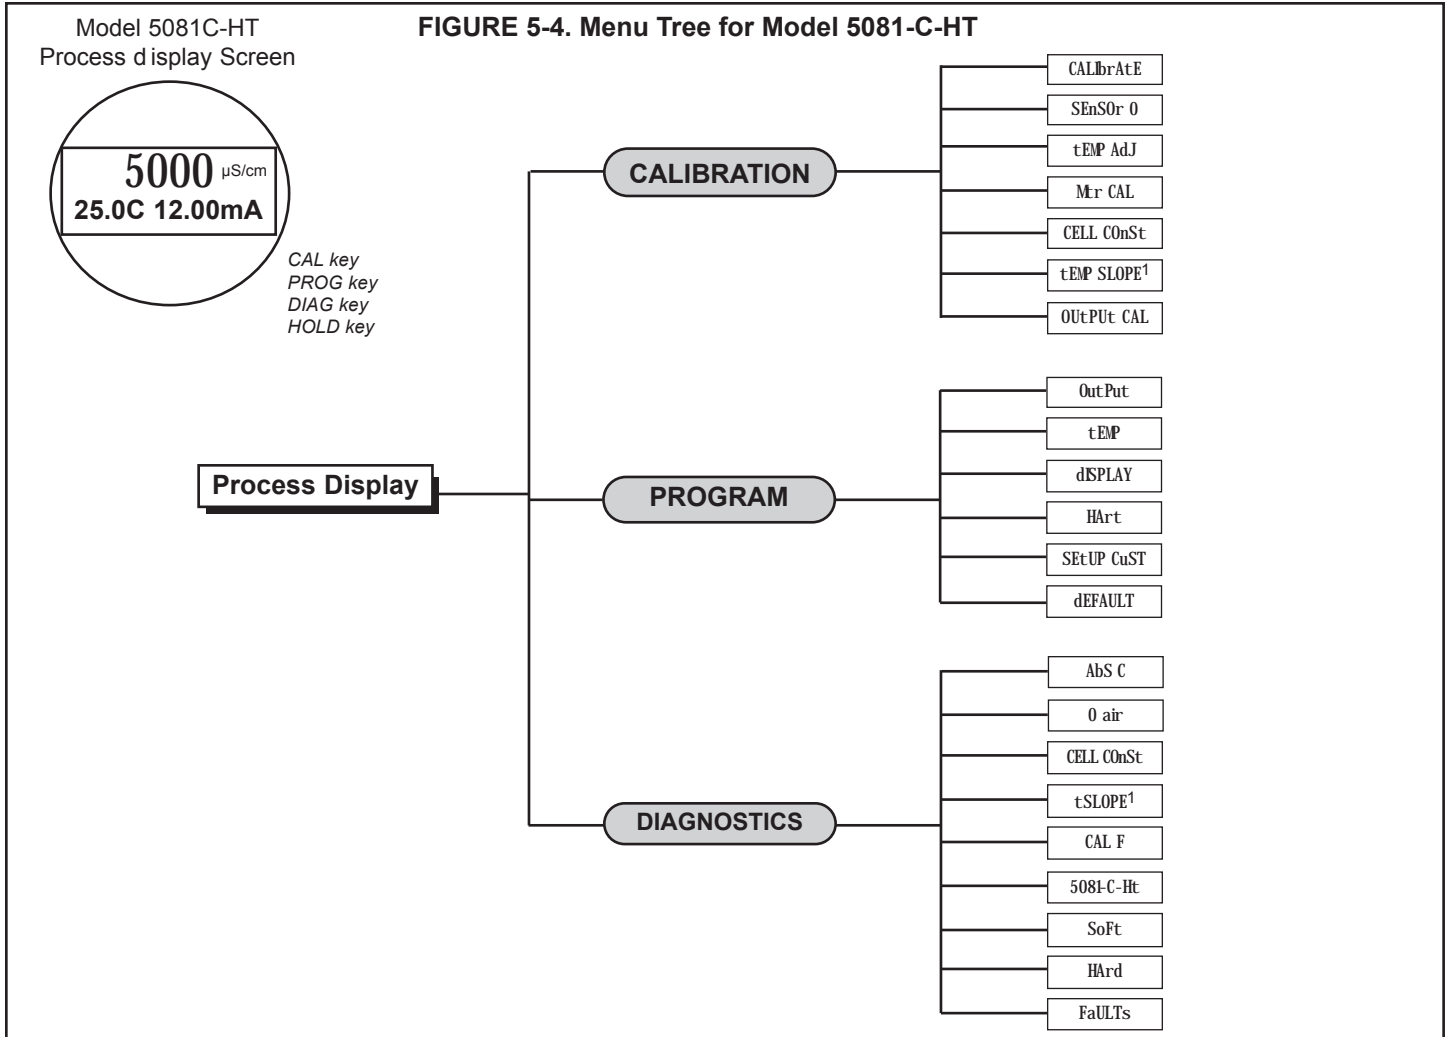 Model 5081C-HT
Process d isplay Screen
FIGURE 5-4. Menu Tree for Model 5081-C-HT
5000 µS/cm
25.0C 12.00mA
CAL key
PROG key
DIAG key
HOLD key
Process Display
CALIBRATION
CALIbrAtE
SEnSOr 0
tEMP AdJ
Mtr CAL
CELL COnSt
tEMP SLOPE1
OUtPUt CAL
PROGRAM
OutPut
tEMP
dISPLAY
HArt
SEtUP CuST
dEFAULT
DIAGNOSTICS
AbS C
0 air
CELL COnSt
tSLOPE1
CAL F
5081-C-Ht
SoFt
HArd
FaULTs